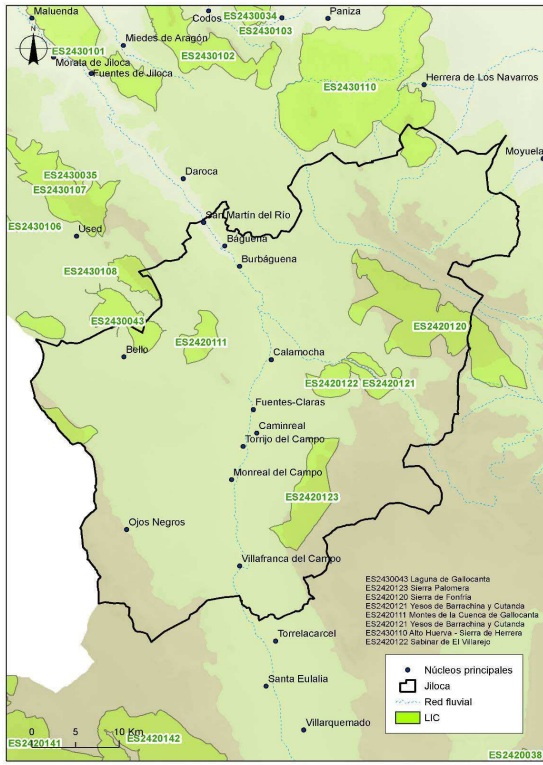 Maluenda
Codos
ES2430034
Paniza
ES2430103
Miedes de Aragón
N
ES2430101
ES2430102
Morata de Jiloca
Fuentes de Jiloca
ES2430110
Herrera de Los Navarros
Moyuela
ES2430035
Daroca
ES2430107
San Martín del Río
ES2430106
Used
Báguena
Burbáguena
ES2430108
ES2430043
ES2420120
ES2420111
Bello
Calamocha
ES2420122
ES2420121
Fuentes-Claras
Caminreal
Torrijo del Campo
Monreal del Campo
ES2420123
Ojos Negros
Villafranca del Campo
ES2430043 Laguna de Gallocanta
ES2420123 Sierra Palomera
ES2420120 Sierra de Fonfría
ES2420121 Yesos de Barrachina y Cutanda
ES2420111 Montes de la Cuenca de Gallocanta
ES2420121 Yesos de Barrachina y Cutanda
ES2430110 Alto Huerva - Sierra de Herrera
ES2420122 Sabinar de El Villarejo
Torrelacarcel
Santa Eulalia
Villarquemado
Núcleos principales
Jiloca
Red fluvial
LIC
0 5 10 Km
ES2420141
ES2420142
ES2420038